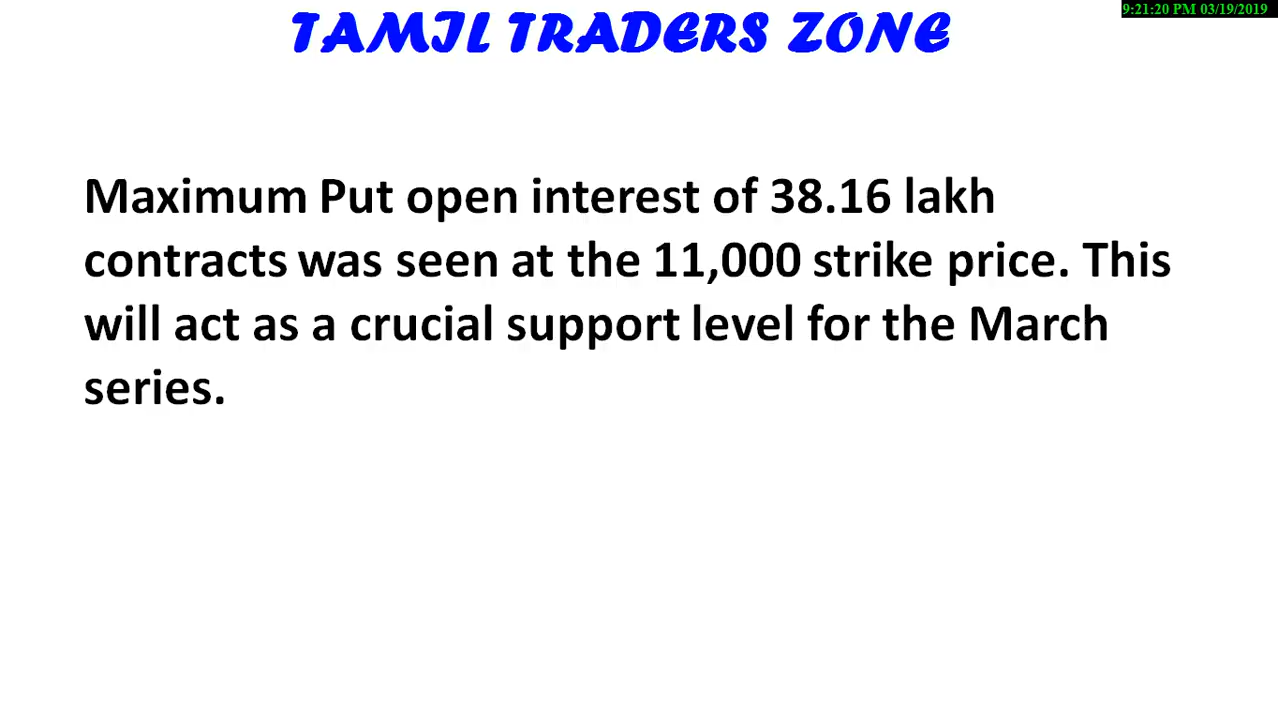 TAMIL TRADERS ZONE
9:21:20 PM 03/19/2019
Maximum Put open interest of 38.16 lakh
contracts was seen at the 11,000 strike price. This
will act as a crucial support level for the March
series.